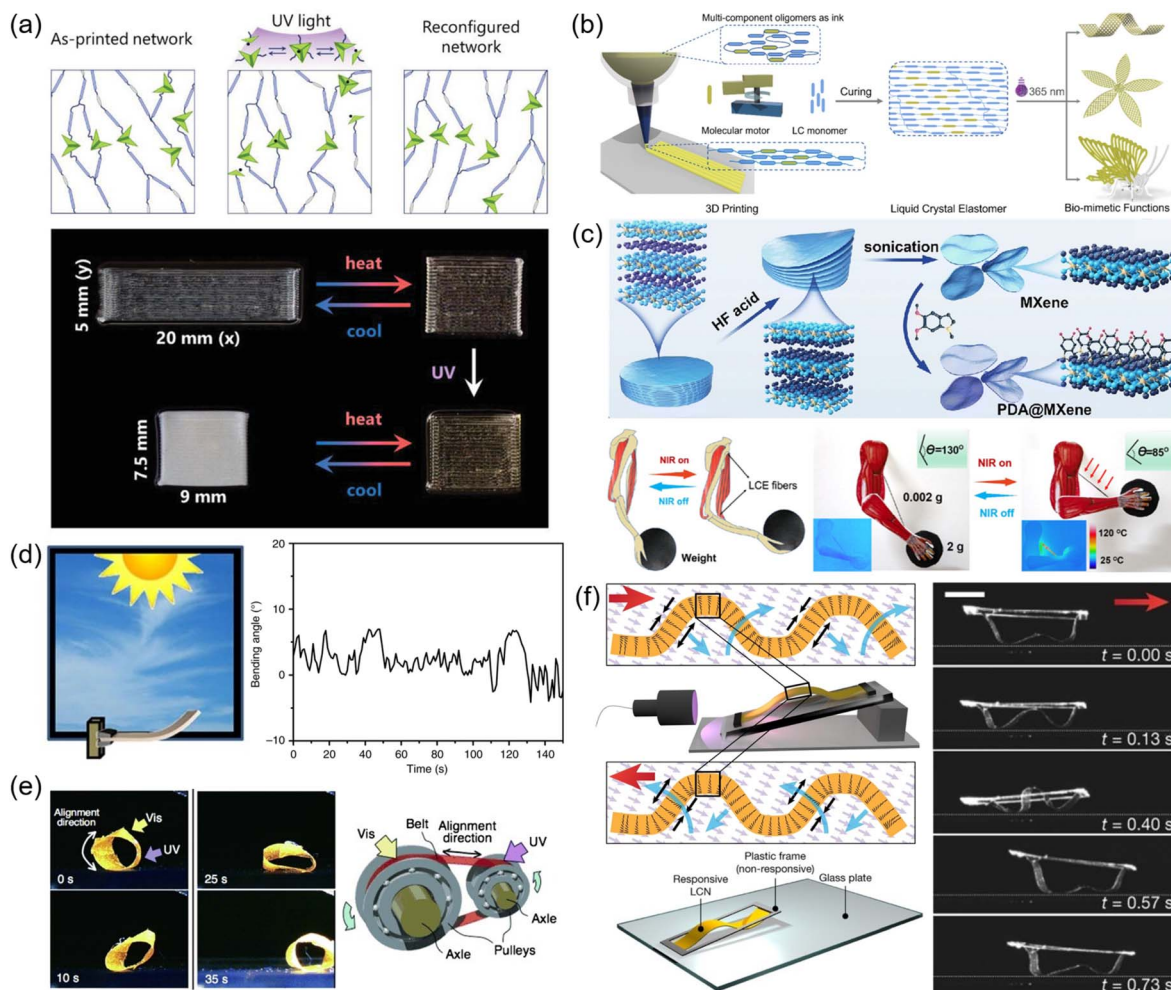 (a)
UV light
As-printed network
Reconfigured
network
5 mm (y)
20 mm (x)
heat
cool
UV
7.5 mm
9 mm
heat
cool
(b)
Multi-component oligomers as ink
Curing
365 nm
Molecular motor
LC monomer
3D Printing
Liquid Crystal Elastomer
Bio-mimetic Functions
(c)
HF acid
sonication
MXene
PDA@MXene
NIR on
NIR off
LCE fibers
Weight
Θ=130°
0.002 g
2 g
NIR on
NIR off
Θ=85°
120 °C
25 °C
(d)
Bending angle (°)
20
10
0
−10
0
20
40
60
80
100
120
140
Time (s)
(e)
Alignment
direction
Vis
UV
0 s
25 s
10 s
35 s
Vis
Belt
Alignment
direction
UV
Axle
Axle
Pulleys
(f)
Responsive
LCN
Plastic frame
(non-responsive)
Glass plate
t = 0.00 s
t = 0.13 s
t = 0.40 s
t = 0.57 s
t = 0.73 s